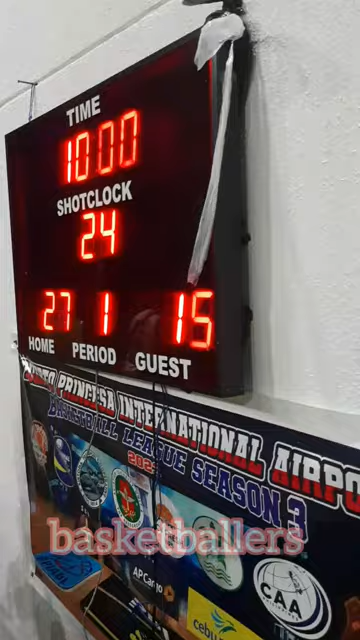 TIME
10:00
SHOTCLOCK
24
27 1 15
HOME PERIOD GUEST
PRINCESA INTERNATIONAL AIRPO
BASKETBALL LEAGUE SEASON 3
basketballers
CAA
APCargo
cebu